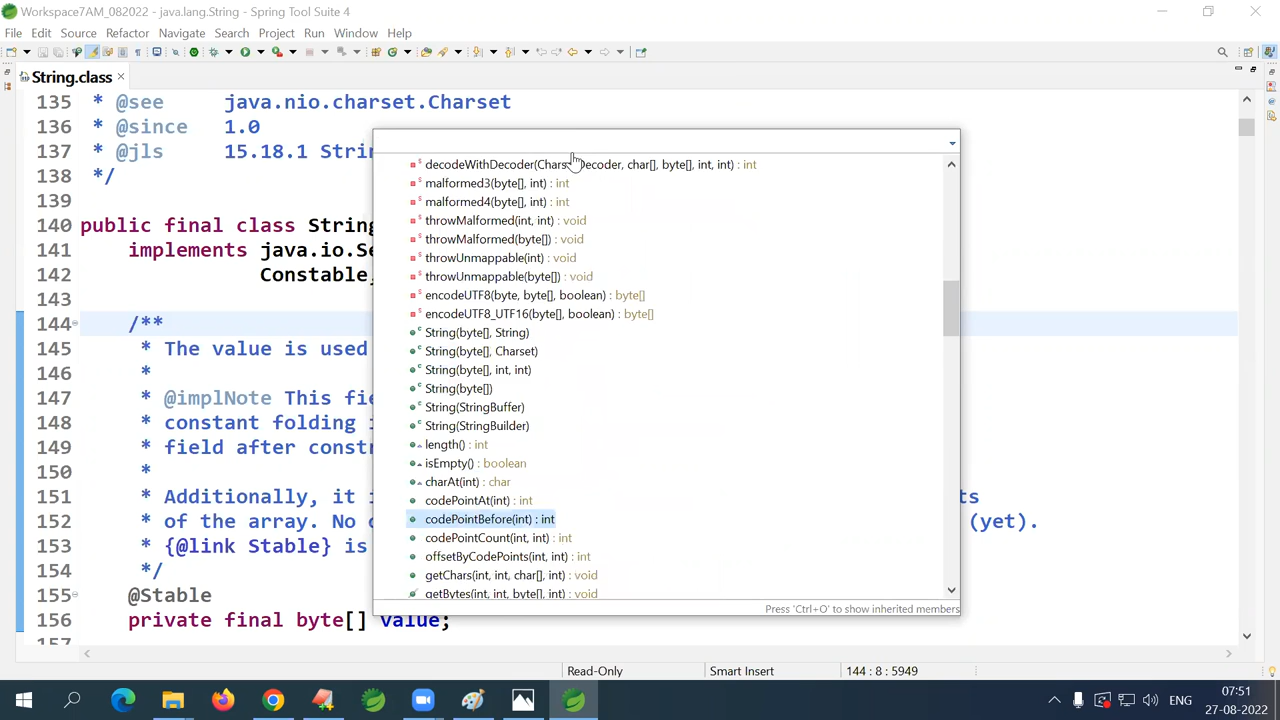 Workspace7AM_082022 - java.lang.String - Spring Tool Suite 4
File Edit Source Refactor Navigate Search Project Run Window Help
String.class
135 * @see java.nio.charset.Charset
136 * @since 1.0
137 * @jls 15.18.1 Strin
138 */
139
140 public final class String
141 implements java.io.Se
142 Constable,
143
144 /**
145 * The value is used
146 *
147 * @implNote This fie
148 * constant folding i
149 * field after constr
150 *
151 * Additionally, it i ts
152 * of the array. No (yet).
153 * {@link Stable} is
154 */
155 @Stable
156 private final byte[] value;
157
decodeWithDecoder(Chars Decoder, char[], byte[], int, int) : int
malformed3(byte[], int) : int
malformed4(byte[], int) : int
throwMalformed(int, int) : void
throwMalformed(byte[]) : void
throwUnmappable(int) : void
throwUnmappable(byte[]) : void
encodeUTF8(byte, byte[], boolean) : byte[]
encodeUTF8_UTF16(byte[], boolean) : byte[]
String(byte[], String)
String(byte[], Charset)
String(byte[], int, int)
String(byte[])
String(StringBuffer)
String(StringBuilder)
length() : int
isEmpty() : boolean
charAt(int) : char
codePointAt(int) : int
codePointBefore(int) : int
codePointCount(int, int) : int
offsetByCodePoints(int, int) : int
getChars(int, int, char[], int) : void
getBytes(int, int, byte[], int) : void
Press 'Ctrl+O' to show inherited members
Read-Only Smart Insert 144 : 8 : 5949
ENG
07:51
27-08-2022